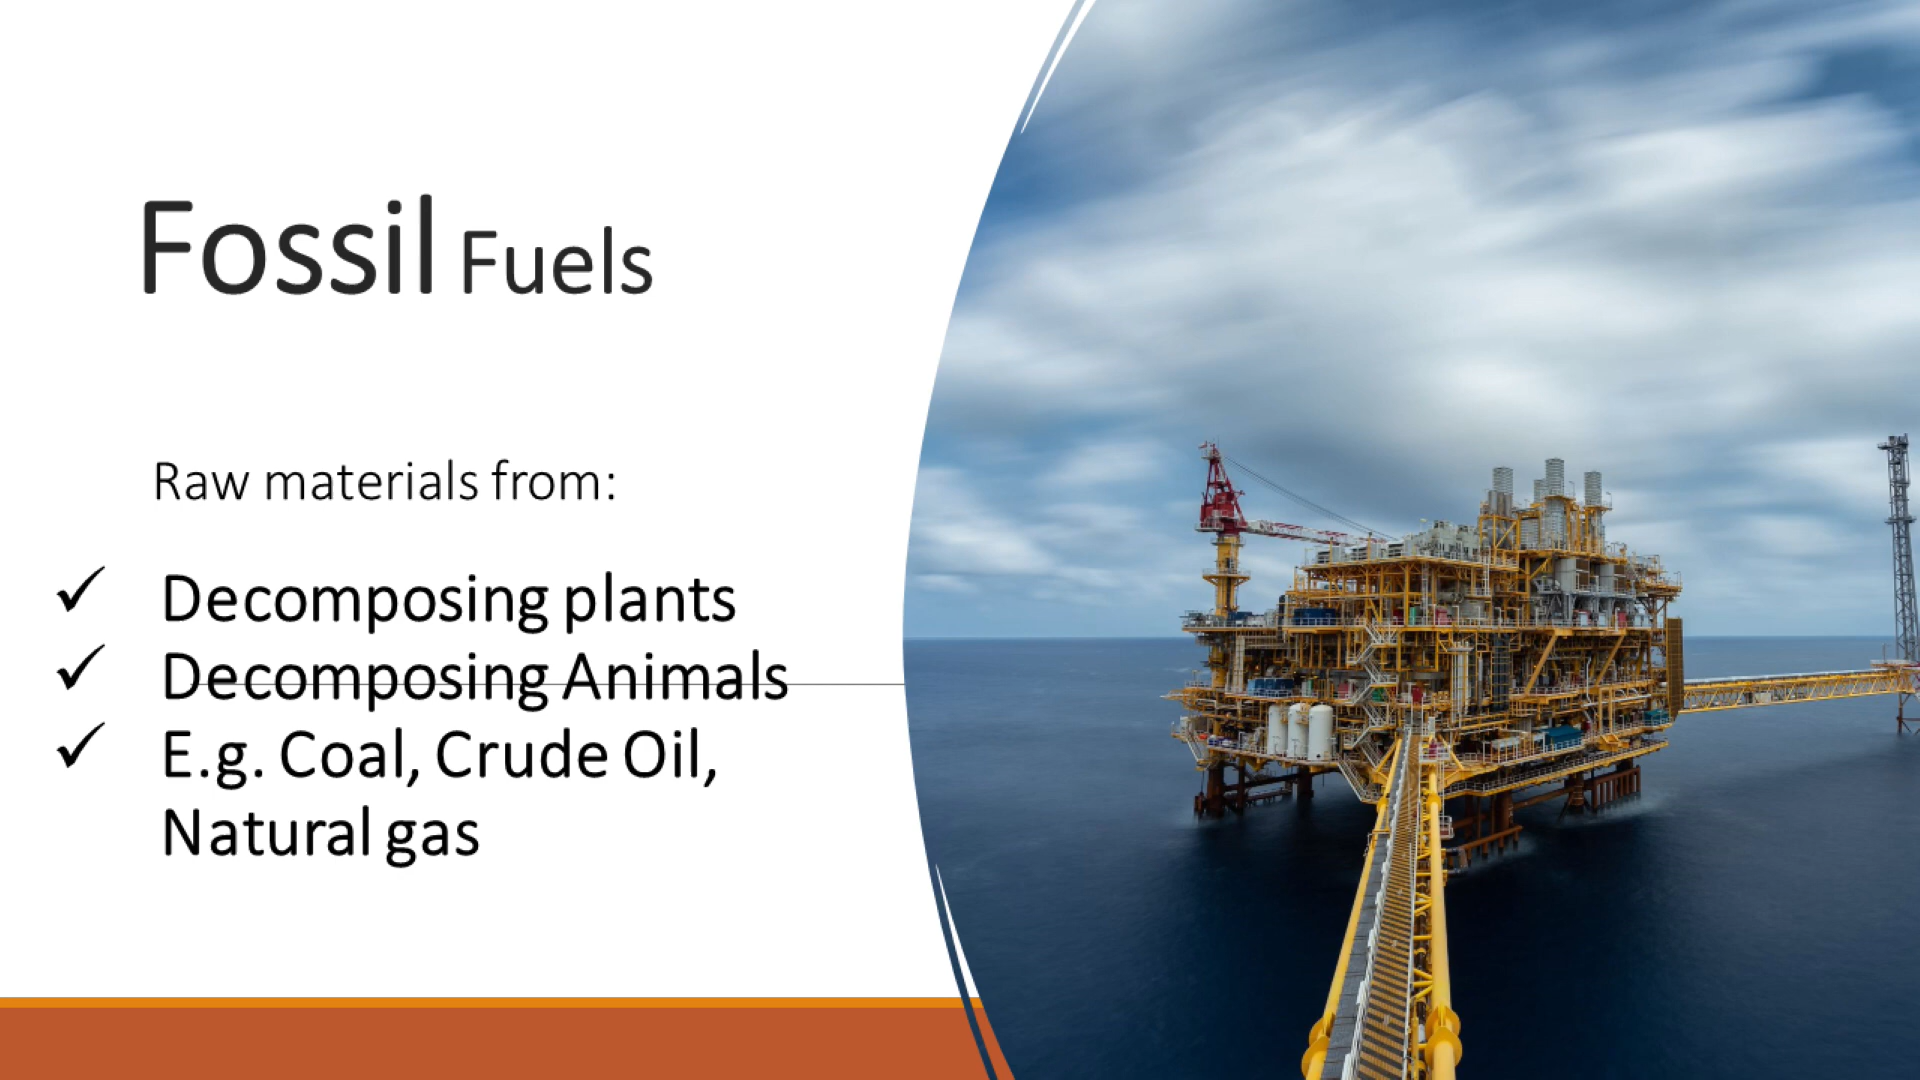 Fossil Fuels
Raw materials from:
✓ Decomposing plants
✓ Decomposing Animals
✓ E.g. Coal, Crude Oil,
Natural gas